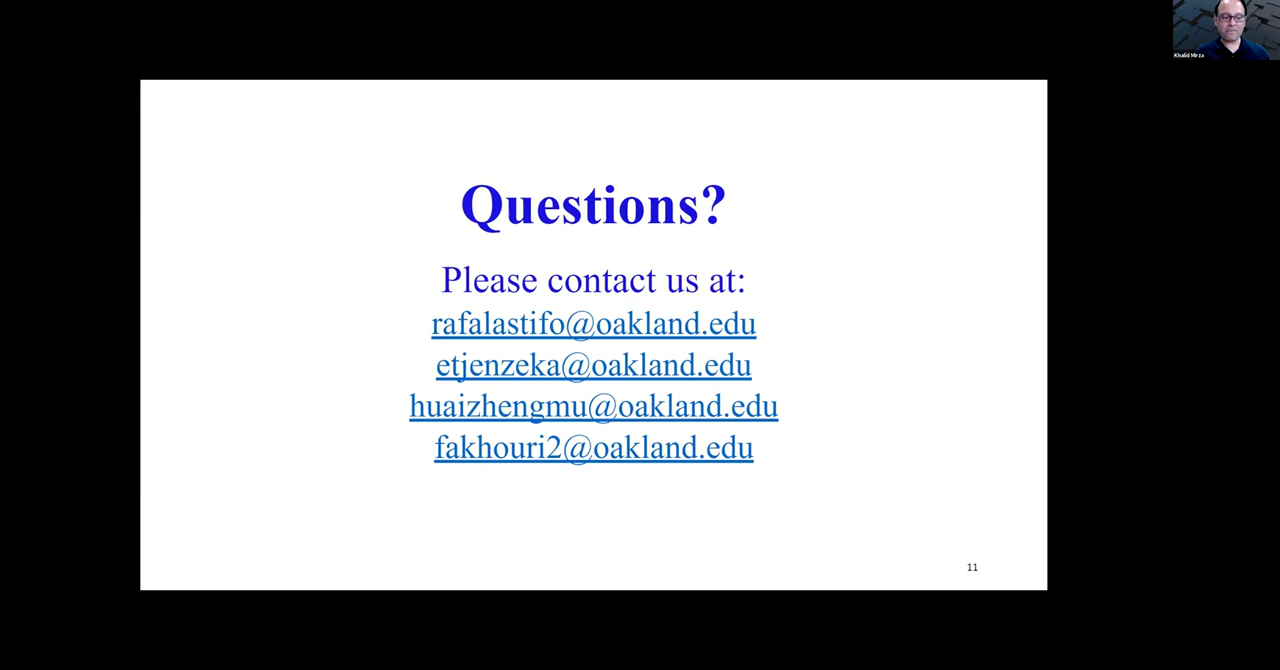 Khalid Mirza
Questions?
Please contact us at:
rafalastifo@oakland.edu
etjenzeka@oakland.edu
huaizhengmu@oakland.edu
fakhouri2@oakland.edu
11